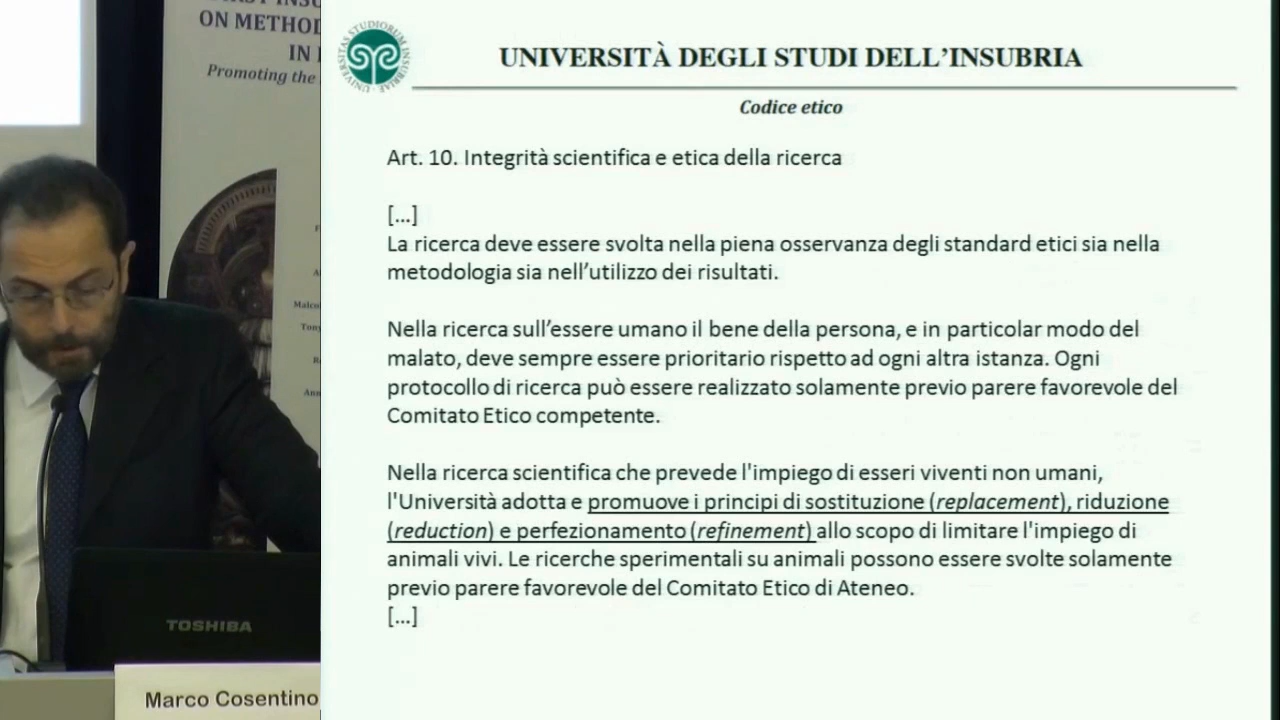 ON METHOD
IN
Promoting the
UNIVERSITÀ DEGLI STUDI DELL'INSUBRIA
Codice etico
Art. 10. Integrità scientifica e etica della ricerca
[...]
La ricerca deve essere svolta nella piena osservanza degli standard etici sia nella
metodologia sia nell'utilizzo dei risultati.
Nella ricerca sull'essere umano il bene della persona, e in particolar modo del
malato, deve sempre essere prioritario rispetto ad ogni altra istanza. Ogni
protocollo di ricerca può essere realizzato solamente previo parere favorevole del
Comitato Etico competente.
Nella ricerca scientifica che prevede l'impiego di esseri viventi non umani,
l'Università adotta e promuove i principi di sostituzione (replacement), riduzione
(reduction) e perfezionamento (refinement) allo scopo di limitare l'impiego di
animali vivi. Le ricerche sperimentali su animali possono essere svolte solamente
previo parere favorevole del Comitato Etico di Ateneo.
[...]
TOSHIBA
Marco Cosentino